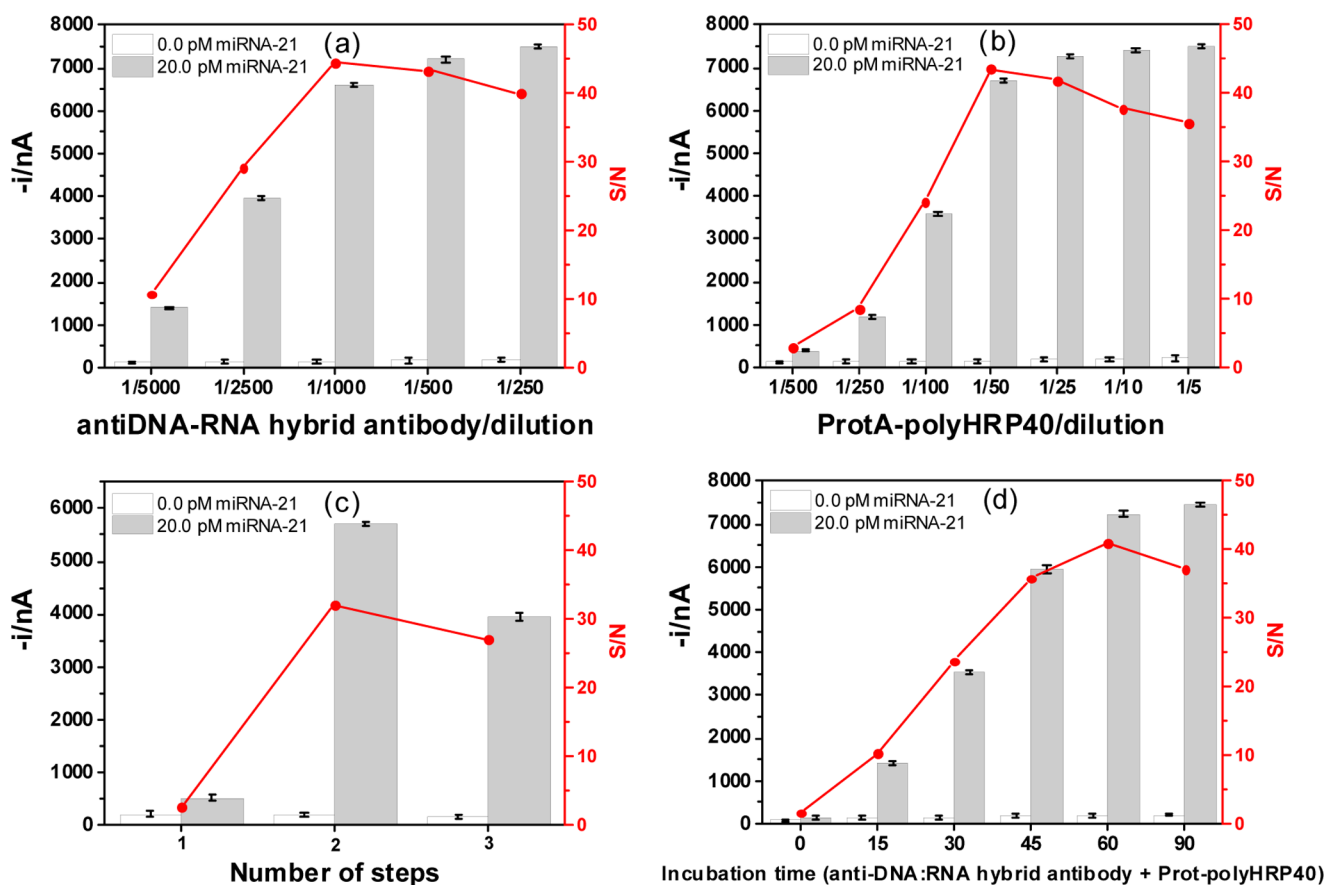 8000
7000
6000
5000
4000
3000
2000
1000
0
-i/nA
0.0 pM miRNA-21
20.0 pM miRNA-21
(a)
50
40
30
20
10
0
S/N
1/5000 1/2500 1/1000 1/500 1/250
antiDNA-RNA hybrid antibody/dilution
8000
7000
6000
5000
4000
3000
2000
1000
0
-i/nA
0.0 pM miRNA-21
20.0 pM miRNA-21
(b)
50
40
30
20
10
0
S/N
1/500 1/250 1/100 1/50 1/25 1/10 1/5
ProtA-polyHRP40/dilution
6000
5000
4000
3000
2000
1000
0
-i/nA
0.0 pM miRNA-21
20.0 pM miRNA-21
(c)
50
40
30
20
10
0
S/N
1 2 3
Number of steps
8000
7000
6000
5000
4000
3000
2000
1000
0
-i/nA
0.0 pM miRNA-21
20.0 pM miRNA-21
(d)
50
40
30
20
10
0
S/N
0 15 30 45 60 90
Incubation time (anti-DNA:RNA hybrid antibody + Prot-polyHRP40)